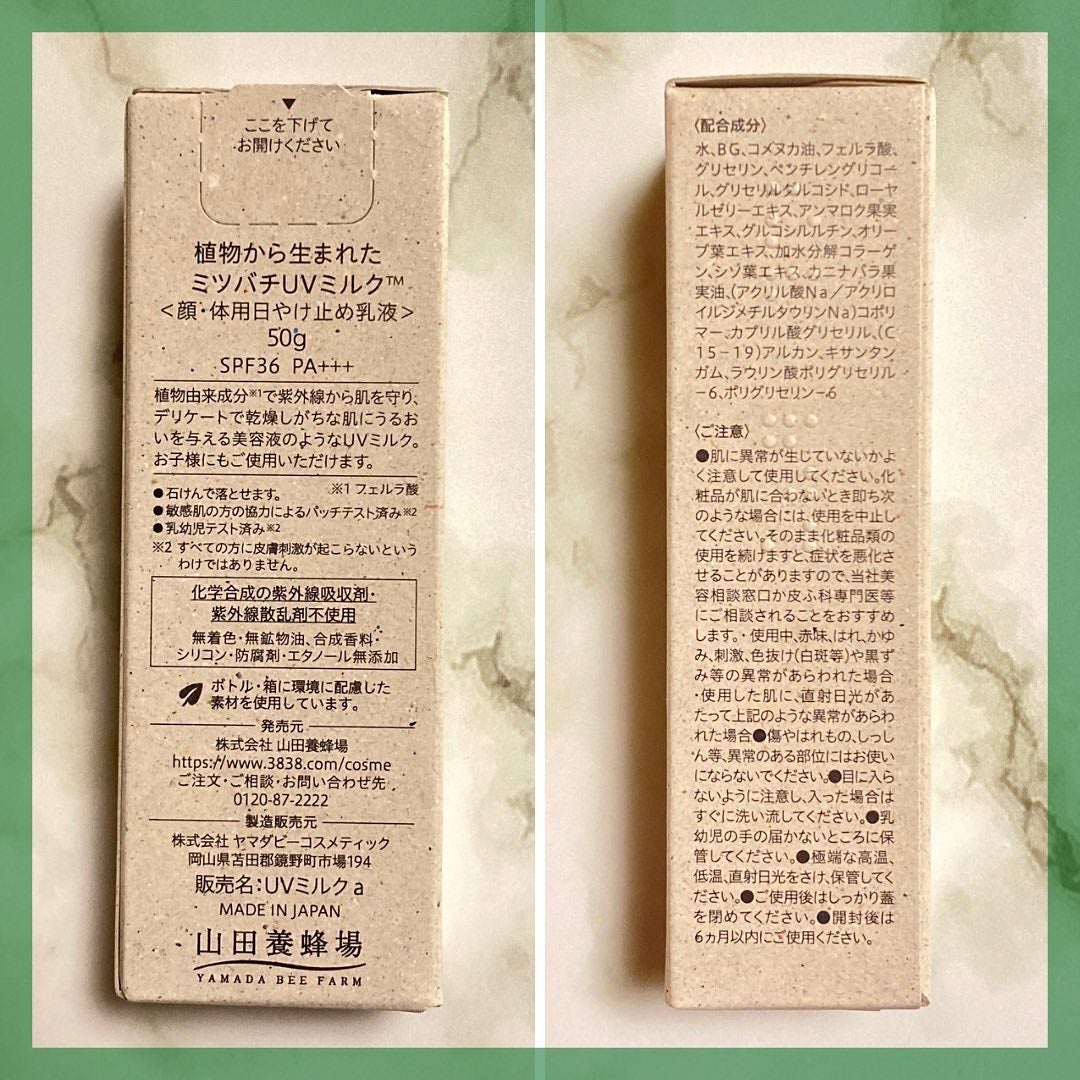 ここを下げて
お開けください
植物から生まれた
ミツバチUVミルク™
<顔・体用日やけ止め乳液>
50g
SPF36 PA+++
植物由来成分※1で紫外線から肌を守り、
デリケートで乾燥しがちな肌にうるお
いを与える美容液のようなUVミルク。
お子様にもご使用いただけます。
※1 フェルラ酸
●石けんで落とせます。
●敏感肌の方の協力によるパッチテスト済み※2
●乳幼児テスト済み※2
※2 すべての方に皮膚刺激が起こらないという
わけではありません。
化学合成の紫外線吸収剤・
紫外線散乱剤不使用
無着色・無鉱物油、合成香料・
シリコン・防腐剤・エタノール無添加
ボトル・箱に環境に配慮した
素材を使用しています。
発売元
株式会社 山田養蜂場
https://www.3838.com/cosme
ご注文・ご相談・お問い合わせ先
0120-87-2222
製造販売元
株式会社 ヤマダビーコスメティック
岡山県苫田郡鏡野町市場194
販売名:UVミルクa
MADE IN JAPAN
山田養蜂場
YAMADA BEE FARM
〈配合成分〉
水、BG、コメヌカ油、フェルラ酸、
グリセリン、ペンチレングリコー
ル、グリセリルグルコシド、ローヤ
ルゼリーエキス、アンマロク果実
エキス、グルコシルルチン、オリー
ブ葉エキス、加水分解コラーゲ
ン、シソ葉エキス、カニナバラ果
実油、(アクリル酸Na/アクリロ
イルジメチルタウリンNa)コポリ
マー、カプリル酸グリセリル、(C
15-19)アルカン、キサンタン
ガム、ラウリン酸ポリグリセリル
-6、ポリグリセリン-6
〈ご注意〉
●肌に異常が生じていないかよ
く注意して使用してください。化
粧品が肌に合わないとき即ち次
のような場合には、使用を中止し
てください。そのまま化粧品類の
使用を続けますと、症状を悪化さ
せることがありますので、当社美
容相談窓口か皮ふ科専門医等
にご相談されることをおすすめ
します。・使用中、赤味、はれ、かゆ
み、刺激、色抜け(白斑等)や黒ず
み等の異常があらわれた場合
・使用した肌に、直射日光があ
たって上記のような異常があらわ
れた場合●傷やはれもの、しっし
ん等、異常のある部位にはお使い
にならないでください。●目に入ら
ないように注意し、入った場合は
すぐに洗い流してください。●乳
幼児の手の届かないところに保
管してください。●極端な高温、
低温、直射日光をさけ、保管してく
ださい。●ご使用後はしっかり蓋
を閉めてください。●開封後は
6ヵ月以内にご使用ください。